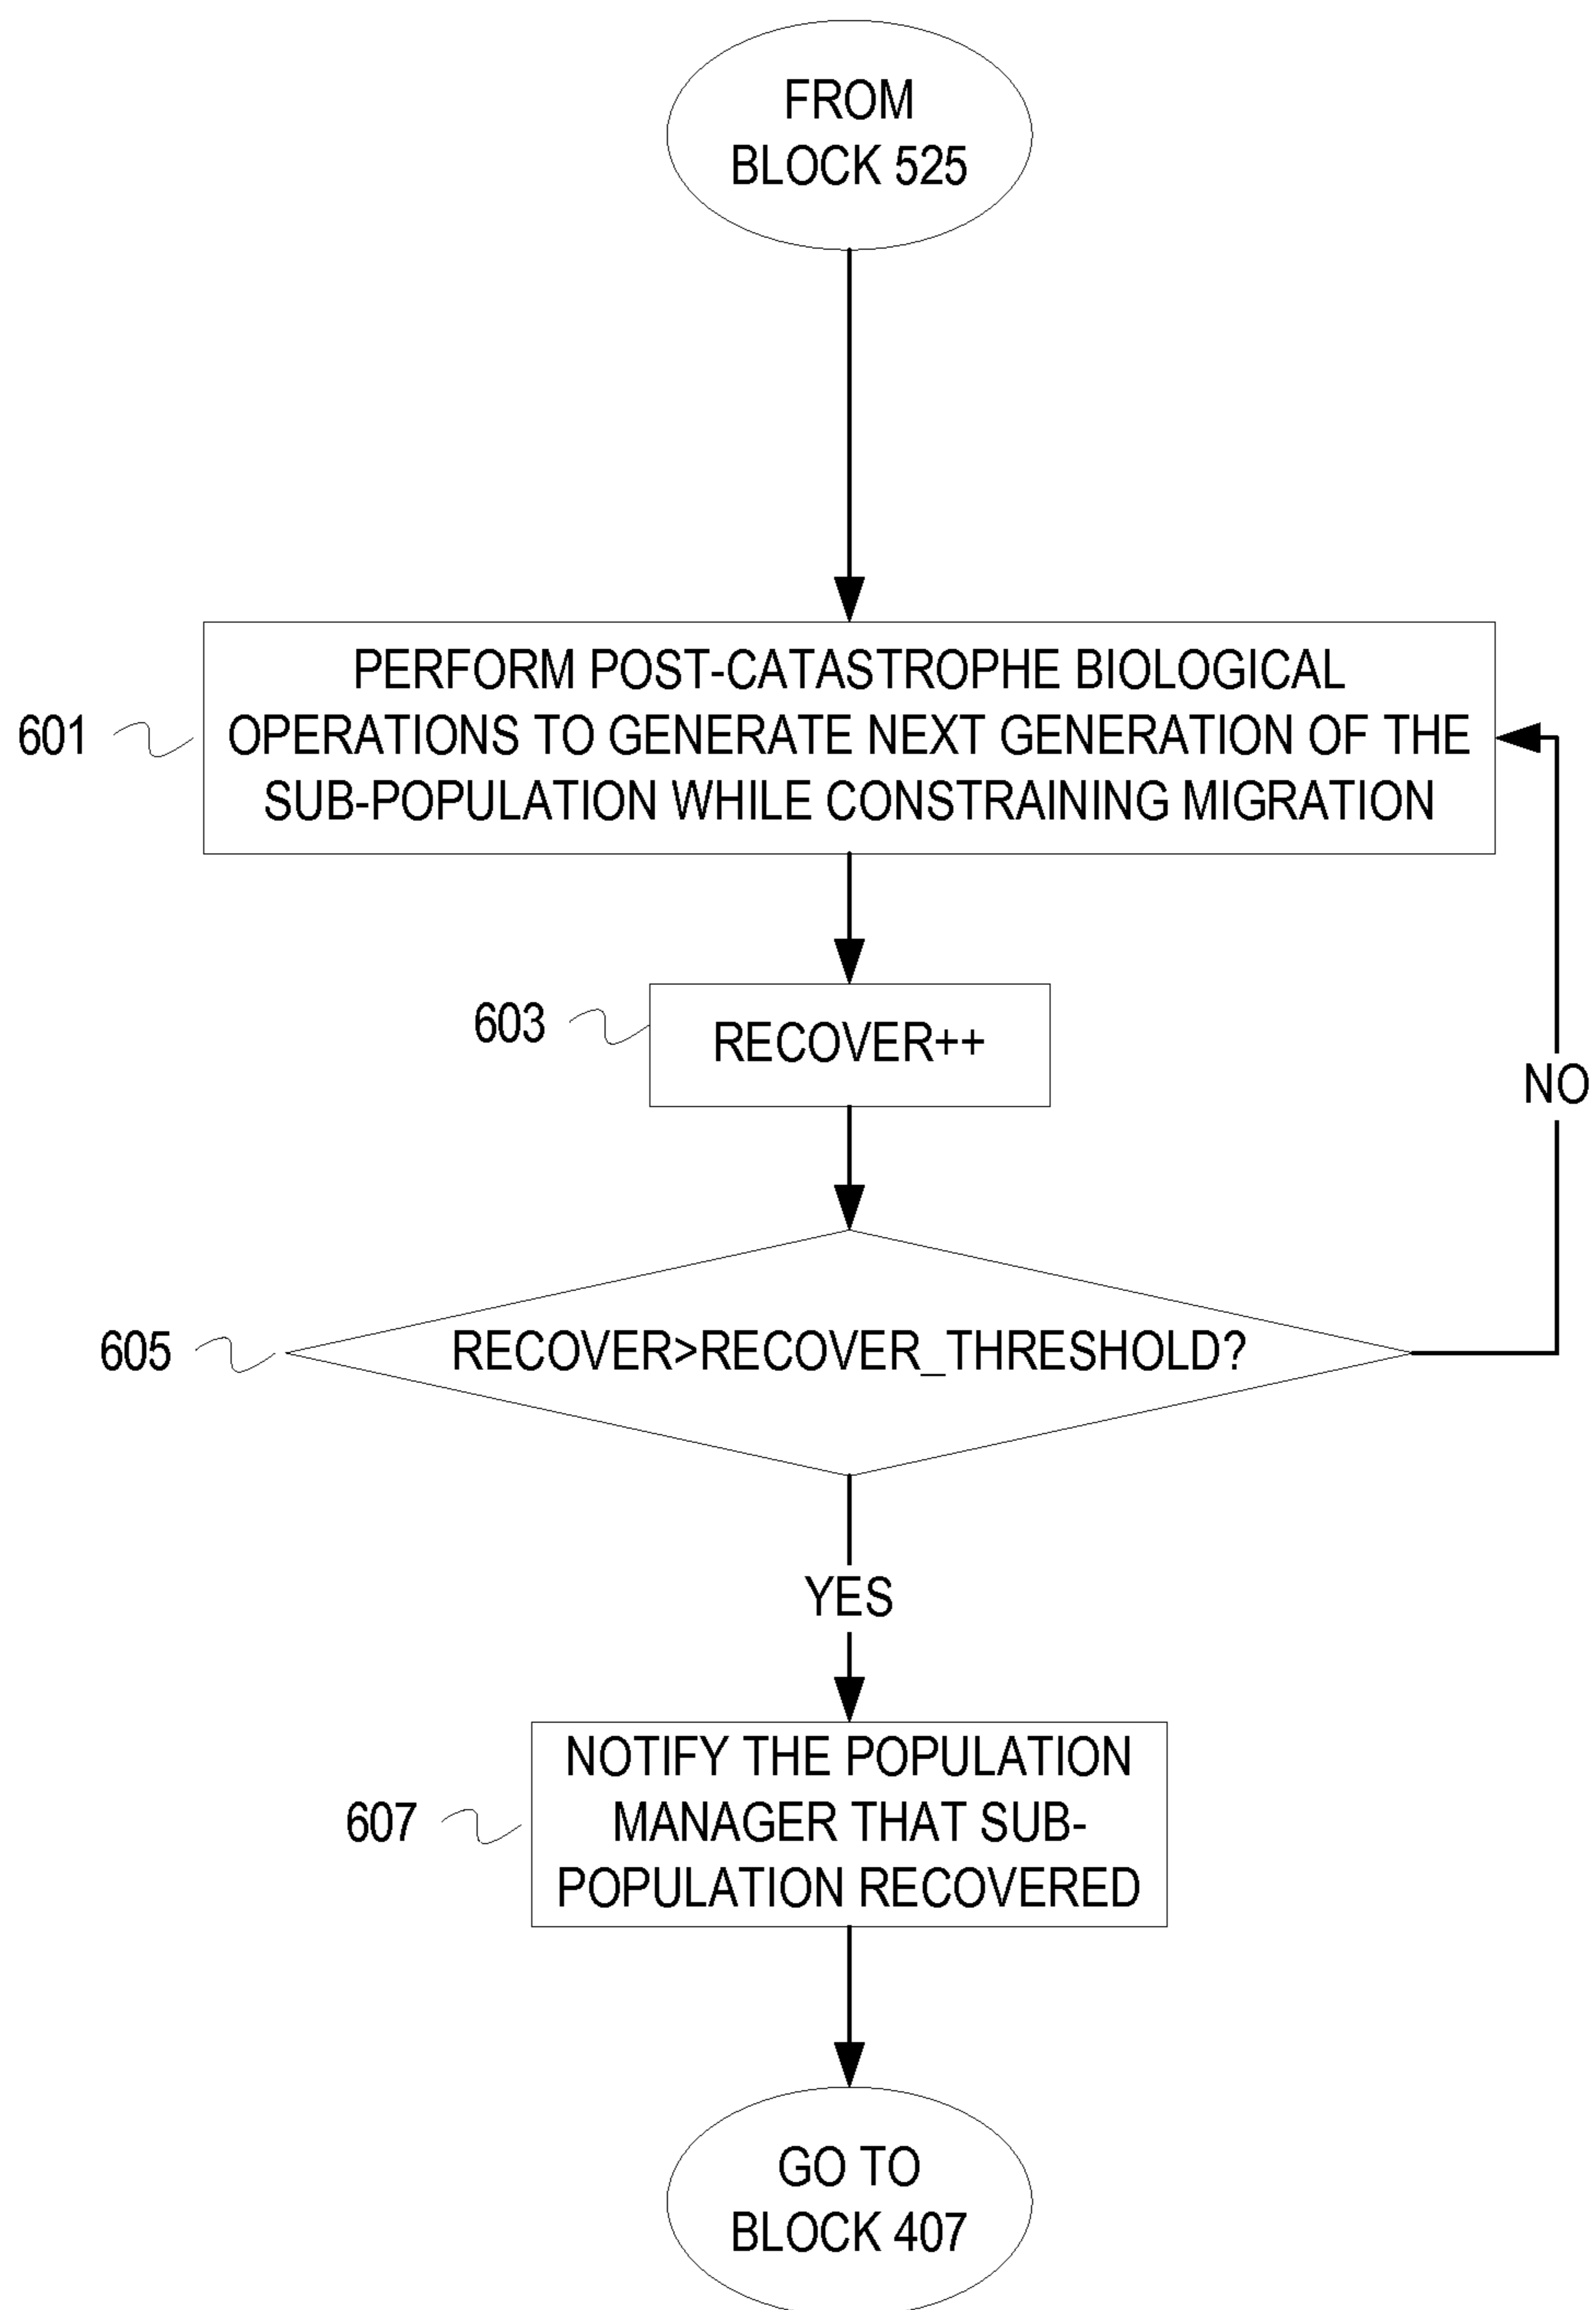 FROM
BLOCK 525
PERFORM POST-CATASTROPHE BIOLOGICAL
OPERATIONS TO GENERATE NEXT GENERATION OF THE
SUB-POPULATION WHILE CONSTRAINING MIGRATION
601
603
RECOVER++
NO
605
RECOVER>RECOVER_THRESHOLD?
YES
NOTIFY THE POPULATION
MANAGER THAT SUB-
POPULATION RECOVERED
607
GO TO
BLOCK 407